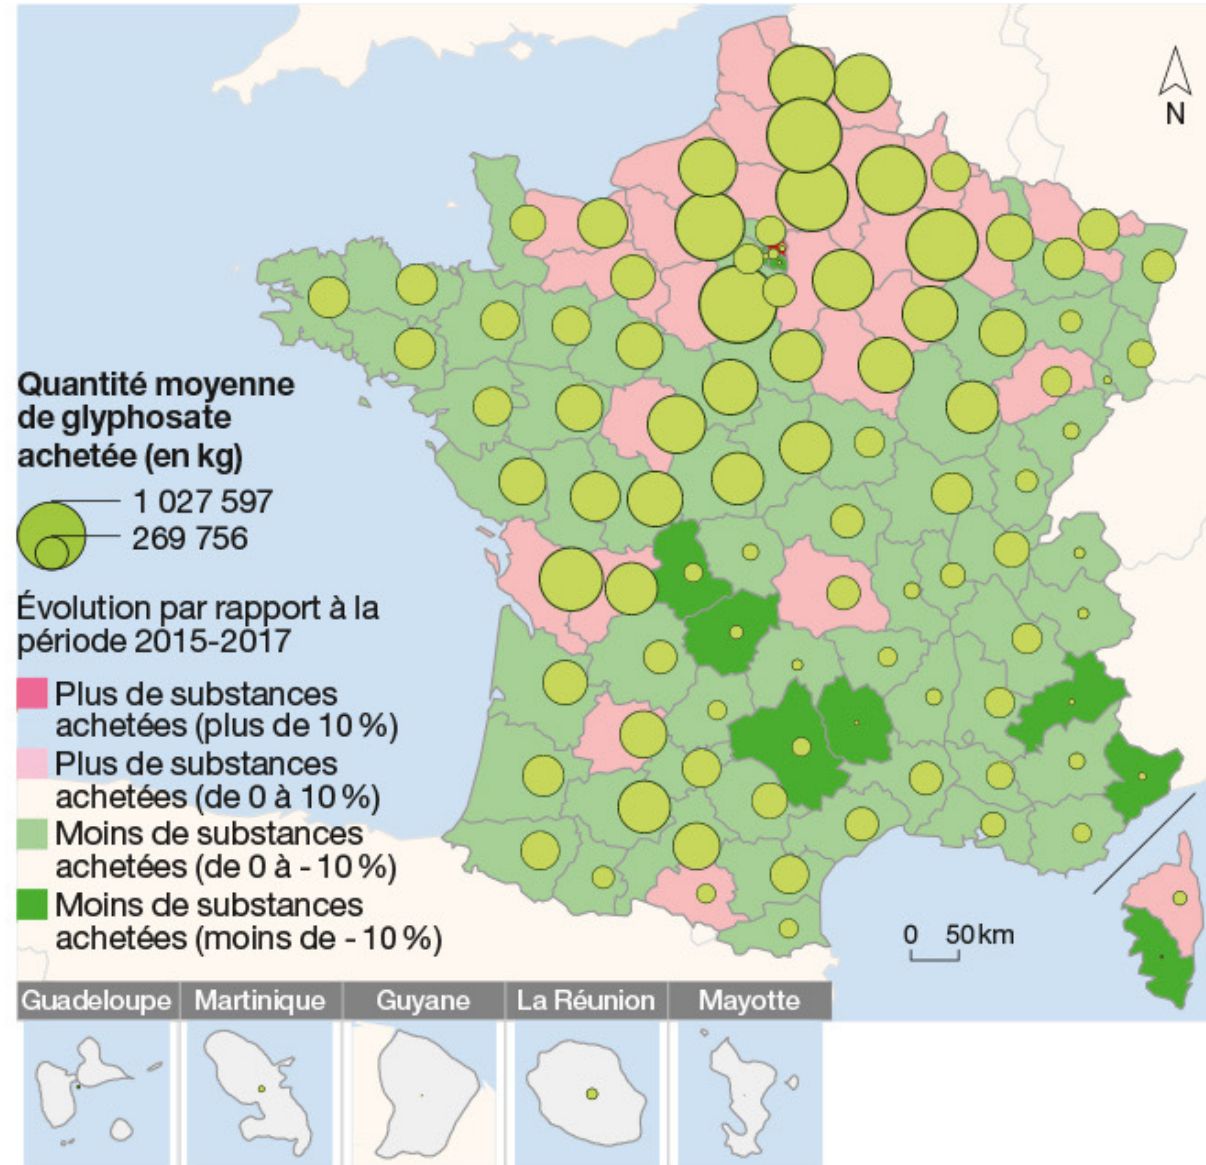 N
Quantité moyenne
de glyphosate
achetée (en kg)
1 027 597
269 756
Évolution par rapport à la
période 2015-2017
Plus de substances
achetées (plus de 10 %)
Plus de substances
achetées (de 0 à 10 %)
Moins de substances
achetées (de 0 à - 10 %)
Moins de substances
achetées (moins de - 10 %)
0 50 km
Guadeloupe Martinique Guyane La Réunion Mayotte